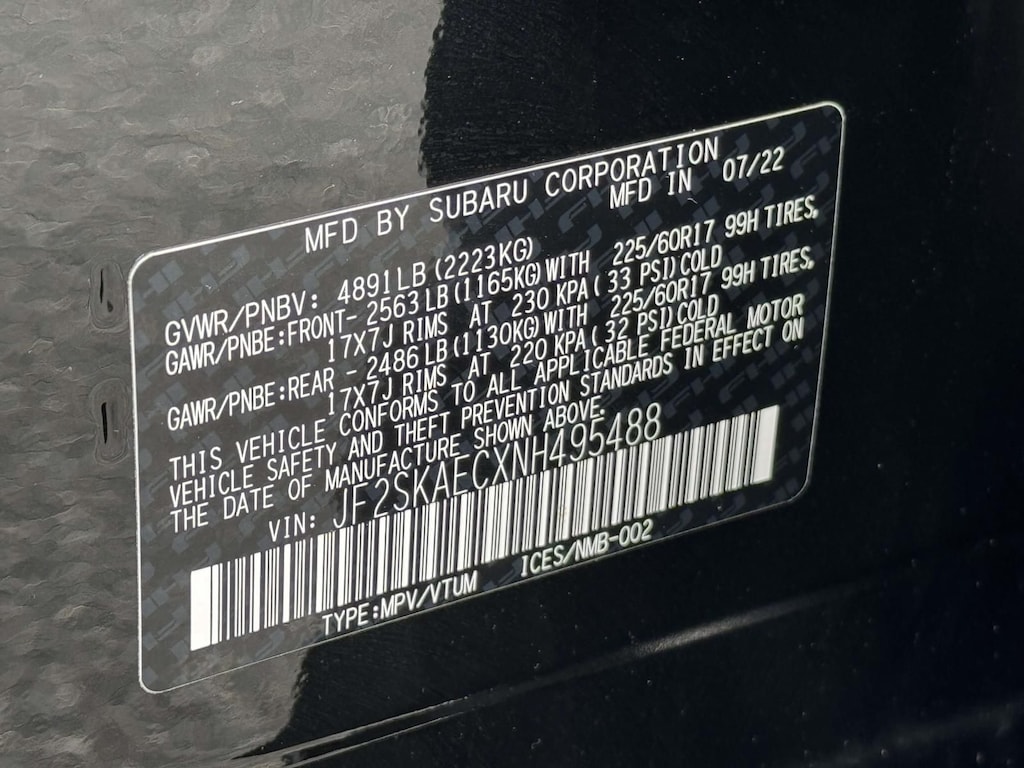 MFD BY SUBARU CORPORATION
MFD IN 07/22
GVWR/PNBV: 4891LB(2223KG)
GAWR/PNBE:FRONT- 2563LB(1165KG)WITH 225/60R17 99H TIRES,
17X7J RIMS AT 230 KPA(33 PSI)COLD
GAWR/PNBE:REAR - 2486LB(1130KG)WITH 225/60R17 99H TIRES,
17X7J RIMS AT 220 KPA(32 PSI)COLD
THIS VEHICLE CONFORMS TO ALL APPLICABLE FEDERAL MOTOR
VEHICLE SAFETY AND THEFT PREVENTION STANDARDS IN EFFECT ON
THE DATE OF MANUFACTURE SHOWN ABOVE.
VIN: JF2SKAECXNH495488
TYPE:MPV/VTUM ICES/NMB-002